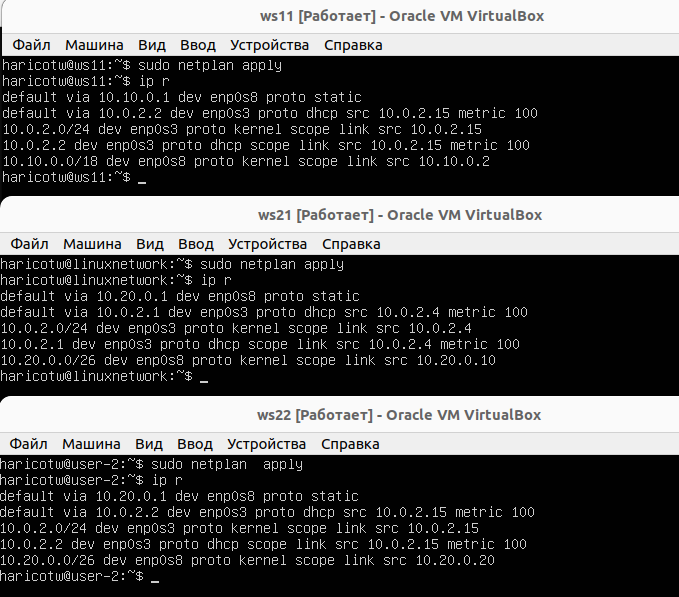 ws11 [Работает] - Oracle VM VirtualBox
Файл Машина Вид Ввод Устройства Справка
haricotw@ws11:~$ sudo netplan apply
haricotw@ws11:~$ ip r
default via 10.10.0.1 dev enp0s8 proto static
default via 10.0.2.2 dev enp0s3 proto dhcp src 10.0.2.15 metric 100
10.0.2.0/24 dev enp0s3 proto kernel scope link src 10.0.2.15
10.0.2.2 dev enp0s3 proto dhcp scope link src 10.0.2.15 metric 100
10.10.0.0/18 dev enp0s8 proto kernel scope link src 10.10.0.2
haricotw@ws11:~$ _
ws21 [Работает] - Oracle VM VirtualBox
Файл Машина Вид Ввод Устройства Справка
haricotw@linuxnetwork:~$ sudo netplan apply
haricotw@linuxnetwork:~$ ip r
default via 10.20.0.1 dev enp0s8 proto static
default via 10.0.2.1 dev enp0s3 proto dhcp src 10.0.2.4 metric 100
10.0.2.0/24 dev enp0s3 proto kernel scope link src 10.0.2.4
10.0.2.1 dev enp0s3 proto dhcp scope link src 10.0.2.4 metric 100
10.20.0.0/26 dev enp0s8 proto kernel scope link src 10.20.0.10
haricotw@linuxnetwork:~$ _
ws22 [Работает] - Oracle VM VirtualBox
Файл Машина Вид Ввод Устройства Справка
haricotw@user-2:~$ sudo netplan  apply
haricotw@user-2:~$ ip r
default via 10.20.0.1 dev enp0s8 proto static
default via 10.0.2.2 dev enp0s3 proto dhcp src 10.0.2.15 metric 100
10.0.2.0/24 dev enp0s3 proto kernel scope link src 10.0.2.15
10.0.2.2 dev enp0s3 proto dhcp scope link src 10.0.2.15 metric 100
10.20.0.0/26 dev enp0s8 proto kernel scope link src 10.20.0.20
haricotw@user-2:~$ _